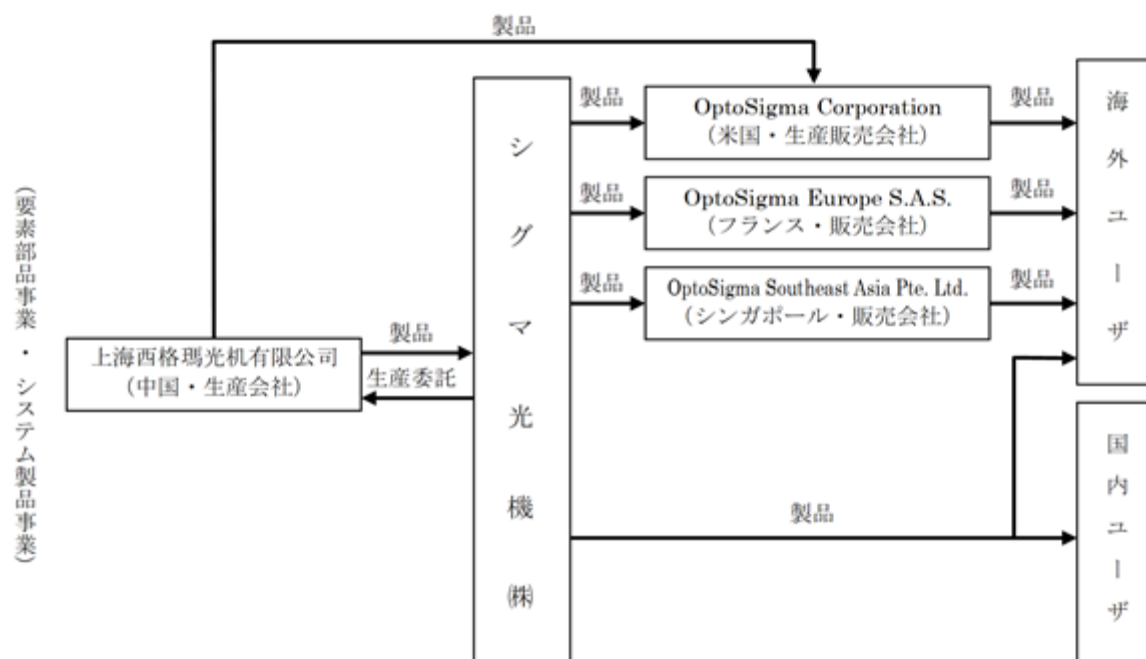 製品
(要素部品事業・システム製品事業)
上海西格瑪光机有限公司
(中国・生産会社)
製品
生産委託
シグマ光機㈱
製品
OptoSigma Corporation
(米国・生産販売会社)
製品
製品
OptoSigma Europe S.A.S.
(フランス・販売会社)
製品
製品
OptoSigma Southeast Asia Pte. Ltd.
(シンガポール・販売会社)
製品
製品
海外ユーザ
国内ユーザ